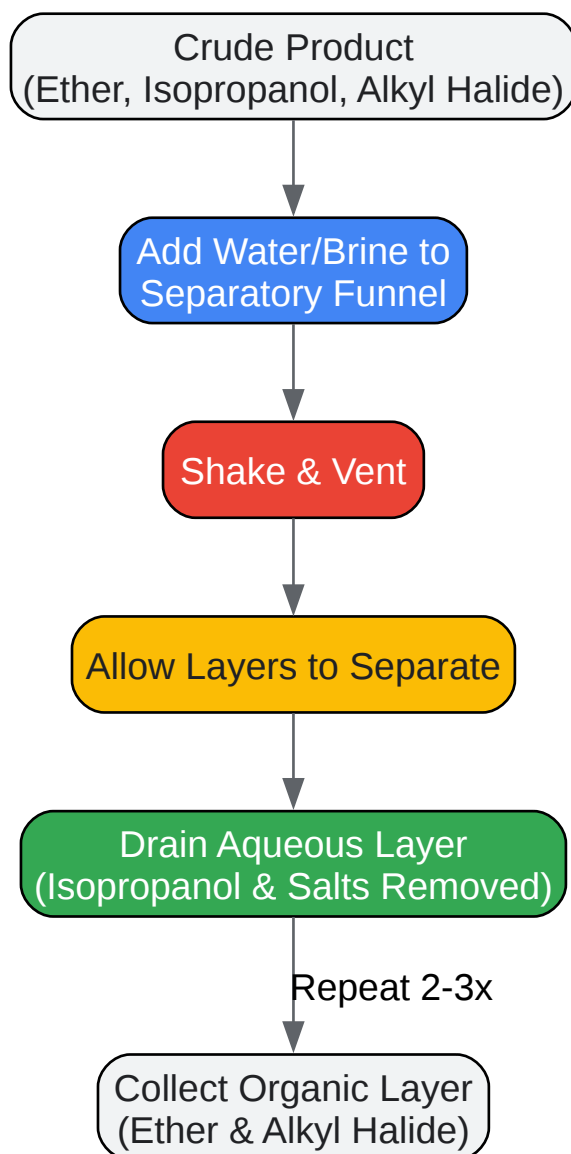 Crude Product
(Ether, Isopropanol, Alkyl Halide)
Add Water/Brine to
Separatory Funnel
Shake & Vent
Allow Layers to Separate
Drain Aqueous Layer
(Isopropanol & Salts Removed)
Repeat 2-3x
Collect Organic Layer
(Ether & Alkyl Halide)